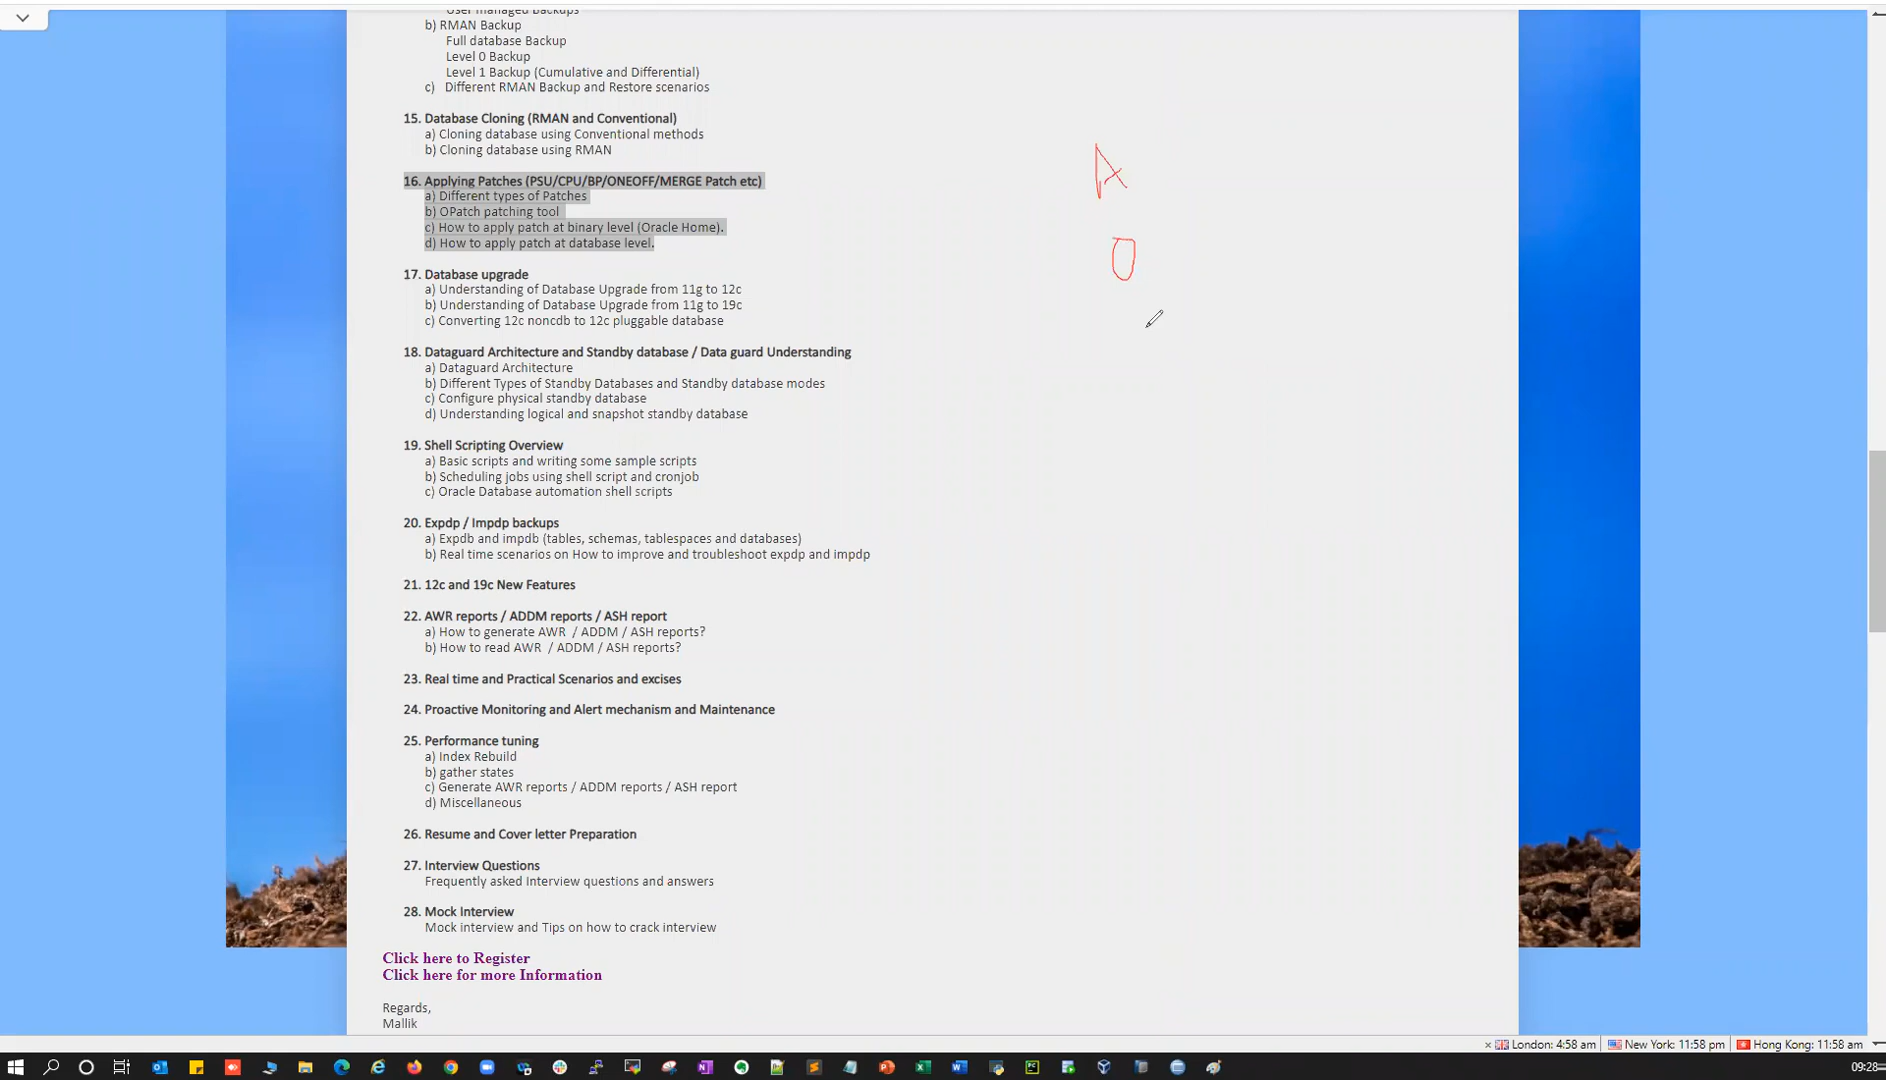 User managed Backups
b) RMAN Backup
Full database Backup
Level 0 Backup
Level 1 Backup (Cumulative and Differential)
c) Different RMAN Backup and Restore scenarios
15. Database Cloning (RMAN and Conventional)
a) Cloning database using Conventional methods
b) Cloning database using RMAN
16. Applying Patches (PSU/CPU/BP/ONEOFF/MERGE Patch etc)
a) Different types of Patches
b) OPatch patching tool
c) How to apply patch at binary level (Oracle Home).
d) How to apply patch at database level.
17. Database upgrade
a) Understanding of Database Upgrade from 11g to 12c
b) Understanding of Database Upgrade from 11g to 19c
c) Converting 12c noncdb to 12c pluggable database
18. Dataguard Architecture and Standby database / Data guard Understanding
a) Dataguard Architecture
b) Different Types of Standby Databases and Standby database modes
c) Configure physical standby database
d) Understanding logical and snapshot standby database
19. Shell Scripting Overview
a) Basic scripts and writing some sample scripts
b) Scheduling jobs using shell script and cronjob
c) Oracle Database automation shell scripts
20. Expdp / Impdp backups
a) Expdb and impdb (tables, schemas, tablespaces and databases)
b) Real time scenarios on How to improve and troubleshoot expdp and impdp
21. 12c and 19c New Features
22. AWR reports / ADDM reports / ASH report
a) How to generate AWR / ADDM / ASH reports?
b) How to read AWR / ADDM / ASH reports?
23. Real time and Practical Scenarios and excises
24. Proactive Monitoring and Alert mechanism and Maintenance
25. Performance tuning
a) Index Rebuild
b) gather states
c) Generate AWR reports / ADDM reports / ASH report
d) Miscellaneous
26. Resume and Cover letter Preparation
27. Interview Questions
Frequently asked Interview questions and answers
28. Mock Interview
Mock interview and Tips on how to crack interview
Click here to Register
Click here for more Information
Regards,
Mallik
London: 4:58 am New York: 11:58 pm Hong Kong: 11:58 am
09:28